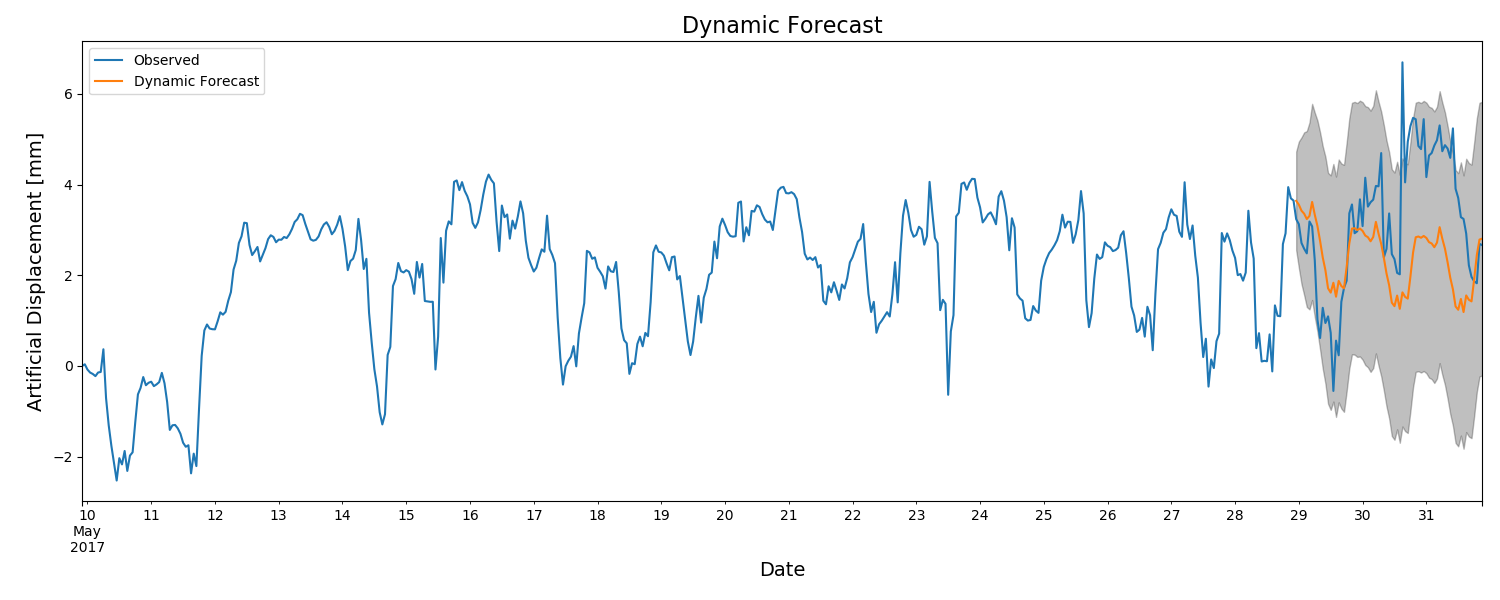 Dynamic Forecast
Observed
Dynamic Forecast
Artificial Displacement [mm]
6
4
2
0
−2
10 11 12 13 14 15 16 17 18 19 20 21 22 23 24 25 26 27 28 29 30 31
May
2017
Date